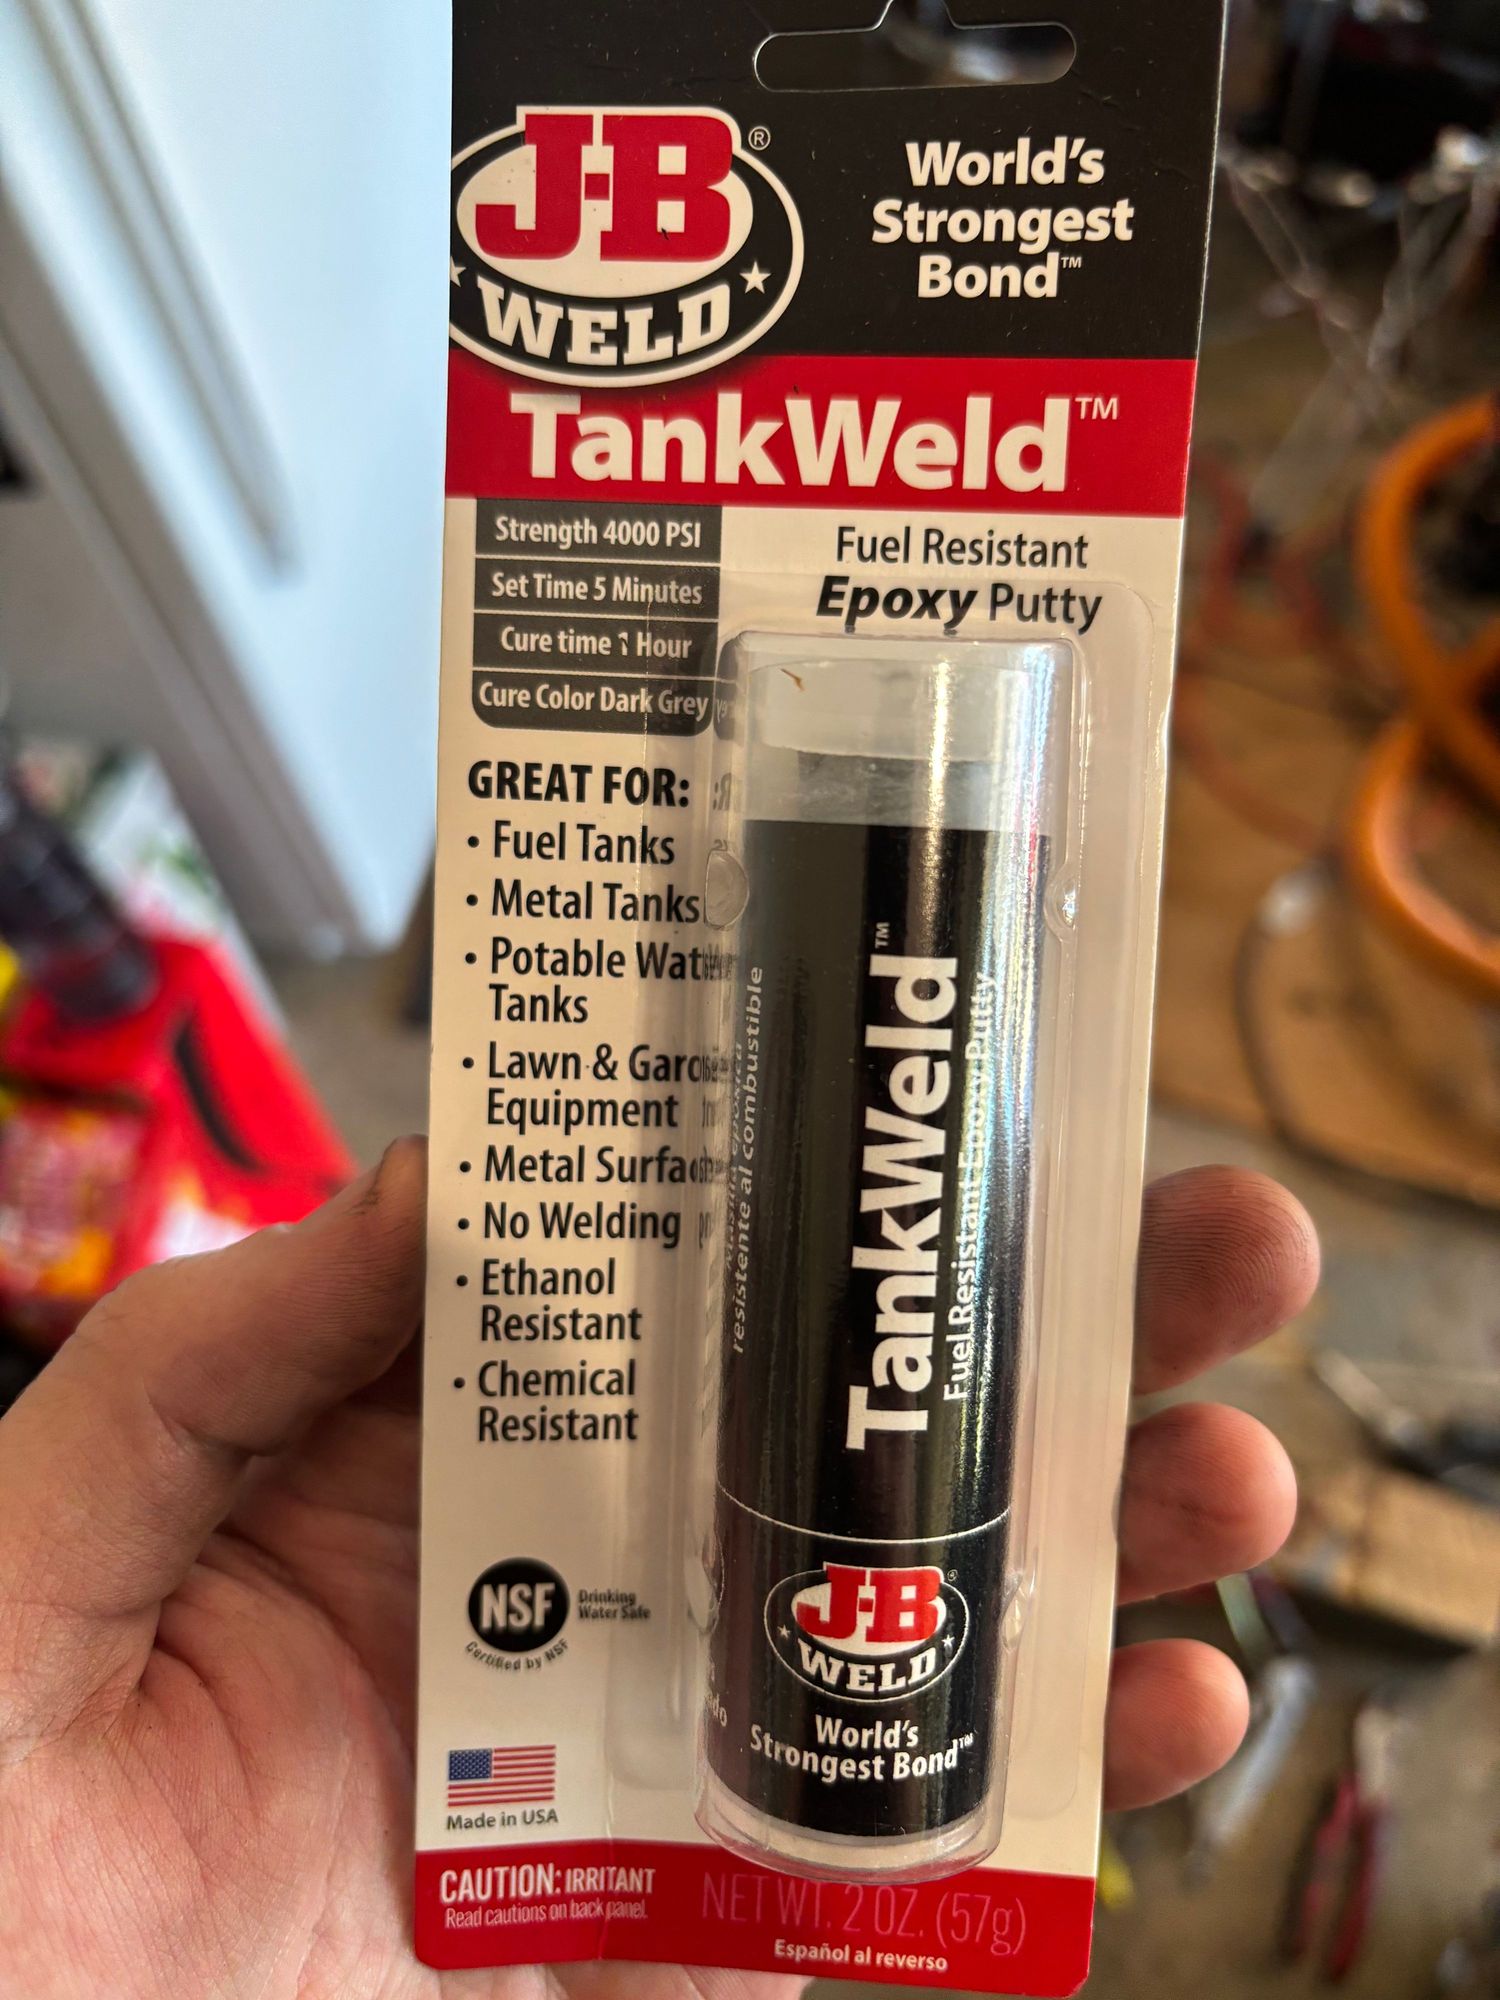 J-B ®
WELD
World's
Strongest
Bond™
TankWeld™
Strength 4000 PSI
Set Time 5 Minutes
Cure time 1 Hour
Cure Color Dark Grey
Fuel Resistant
Epoxy Putty
GREAT FOR:
• Fuel Tanks
• Metal Tanks
• Potable Water
Tanks
• Lawn & Gard
Equipment
• Metal Surfa
• No Welding
• Ethanol
Resistant
• Chemical
Resistant
Masilla epóxica
resistente al combustible
TankWeld™
Fuel Resistant Epoxy Putty
J-B ®
WELD
World's
Strongest Bond™
NSF
Certified by NSF
Drinking
Water Safe
Made in USA
CAUTION: IRRITANT
Read cautions on back panel.
NET WT. 2 OZ. (57g)
Español al reverso